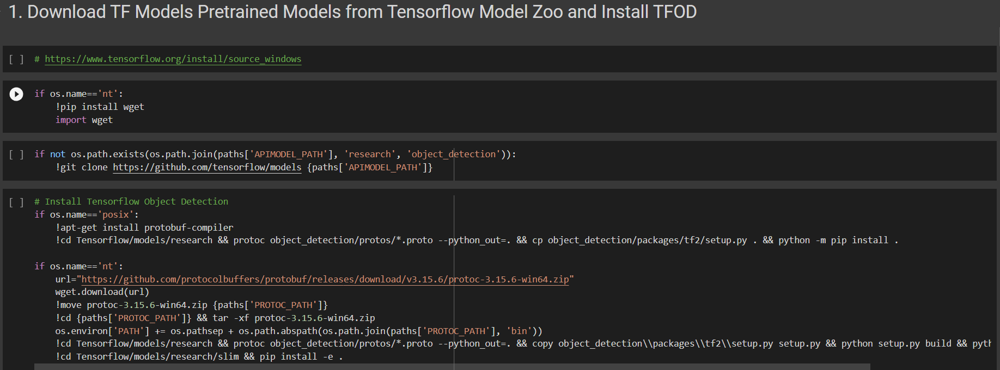 1. Download TF Models Pretrained Models from Tensorflow Model Zoo and Install TFOD
[ ] # https://www.tensorflow.org/install/source_windows
if os.name=='nt':
    !pip install wget
    import wget
[ ] if not os.path.exists(os.path.join(paths['APIMODEL_PATH'], 'research', 'object_detection')):
    !git clone https://github.com/tensorflow/models {paths['APIMODEL_PATH']}
[ ] # Install Tensorflow Object Detection
if os.name=='posix':
    !apt-get install protobuf-compiler
    !cd Tensorflow/models/research && protoc object_detection/protos/*.proto --python_out=. && cp object_detection/packages/tf2/setup.py . && python -m pip install .
if os.name=='nt':
    url="https://github.com/protocolbuffers/protobuf/releases/download/v3.15.6/protoc-3.15.6-win64.zip"
    wget.download(url)
    !move protoc-3.15.6-win64.zip {paths['PROTOC_PATH']}
    !cd {paths['PROTOC_PATH']} && tar -xf protoc-3.15.6-win64.zip
    os.environ['PATH'] += os.pathsep + os.path.abspath(os.path.join(paths['PROTOC_PATH'], 'bin'))
    !cd Tensorflow/models/research && protoc object_detection/protos/*.proto --python_out=. && copy object_detection\\packages\\tf2\\setup.py setup.py && python setup.py build && pyth
    !cd Tensorflow/models/research/slim && pip install -e .